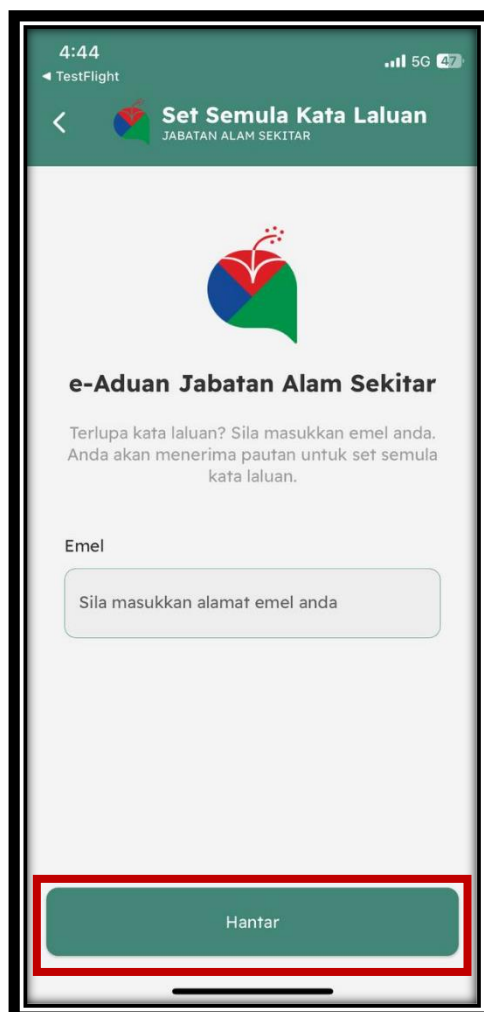 4:44
5G 47
◄ TestFlight
Set Semula Kata Laluan
JABATAN ALAM SEKITAR
e-Aduan Jabatan Alam Sekitar
Terlupa kata laluan? Sila masukkan emel anda.
Anda akan menerima pautan untuk set semula
kata laluan.
Emel
Sila masukkan alamat emel anda
Hantar